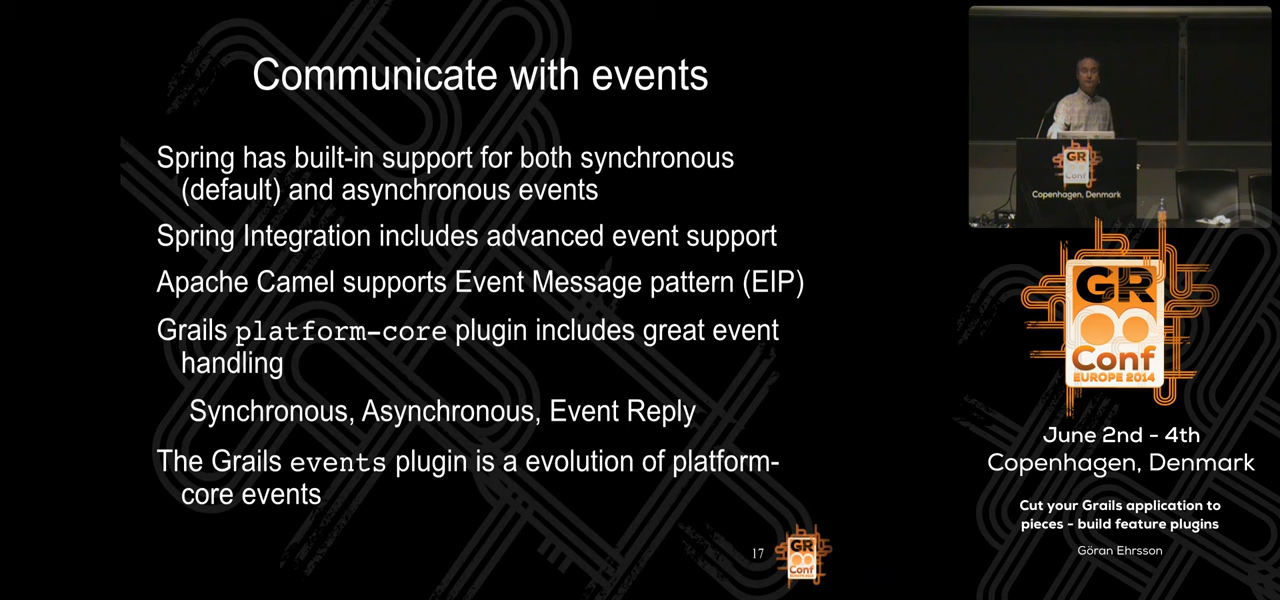 Communicate with events
Spring has built-in support for both synchronous
(default) and asynchronous events
Spring Integration includes advanced event support
Apache Camel supports Event Message pattern (EIP)
Grails platform-core plugin includes great event
handling
Synchronous, Asynchronous, Event Reply
The Grails events plugin is a evolution of platform-
core events
17
GR
Conf
EUROPE 2014
GR
Conf
Copenhagen, Denmark
GR
Conf
EUROPE 2014
June 2nd - 4th
Copenhagen, Denmark
Cut your Grails application to
pieces - build feature plugins
Göran Ehrsson